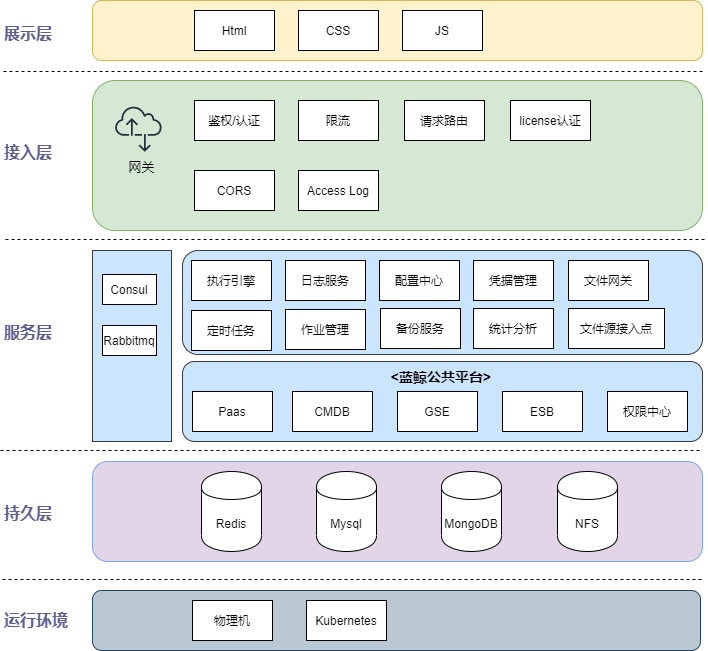 展示层
Html
CSS
JS
接入层
网关
鉴权/认证
限流
请求路由
license认证
CORS
Access Log
服务层
Consul
Rabbitmq
执行引擎
日志服务
配置中心
凭据管理
文件网关
定时任务
作业管理
备份服务
统计分析
文件源接入点
<蓝鲸公共平台>
Paas
CMDB
GSE
ESB
权限中心
持久层
Redis
Mysql
MongoDB
NFS
运行环境
物理机
Kubernetes